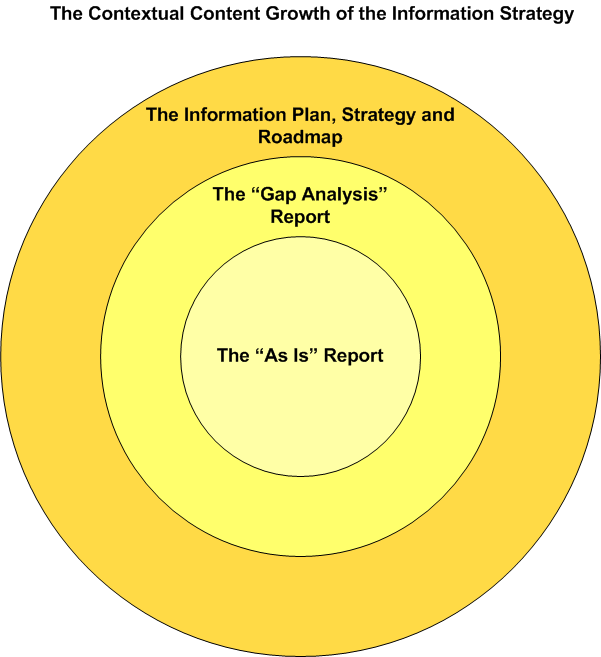 The Contextual Content Growth of the Information Strategy
The Information Plan, Strategy and
Roadmap
The “Gap Analysis”
Report
The “As Is” Report